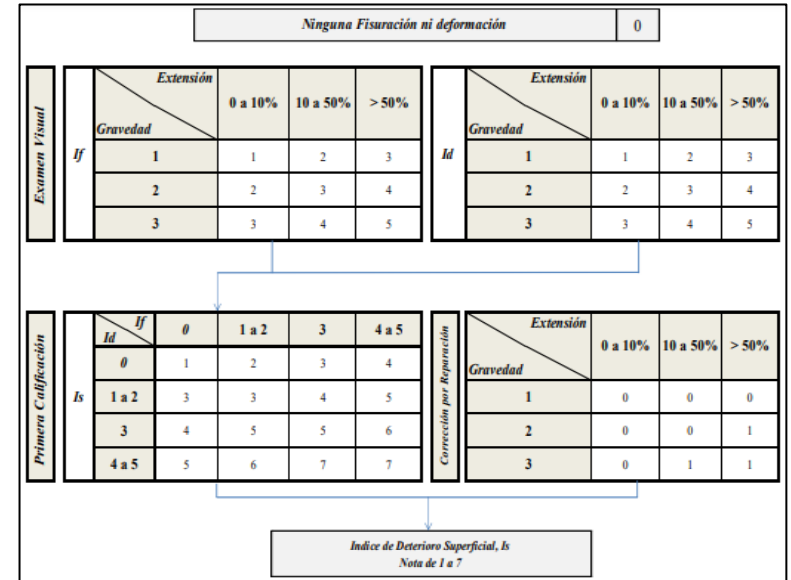 Ninguna Fisuración ni deformación 0
Examen Visual
If
Extensión
Gravedad
0 a 10% 10 a 50% > 50%
1 1 2 3
2 2 3 4
3 3 4 5
Id
Extensión
Gravedad
0 a 10% 10 a 50% > 50%
1 1 2 3
2 2 3 4
3 3 4 5
Primera Calificación
Is
If
Id
0 1 a 2 3 4 a 5
0 1 2 3 4
1 a 2 3 3 4 5
3 4 5 5 6
4 a 5 5 6 7 7
Corrección por Reparación
Extensión
Gravedad
0 a 10% 10 a 50% > 50%
1 0 0 0
2 0 0 1
3 0 1 1
Indice de Deterioro Superficial, Is
Nota de 1 a 7